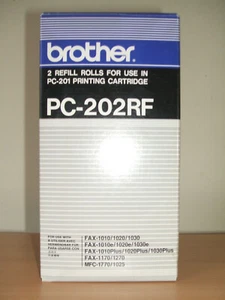 brother
2 REFILL ROLLS FOR USE IN
PC-201 PRINTING CARTRIDGE
PC-202RF
FAX-1010/1020/1030
FAX-1010e/1020e/1030e
FAX-1010Plus/1020Plus/1030Plus
FAX-1170/1270
MFC-1770/1025